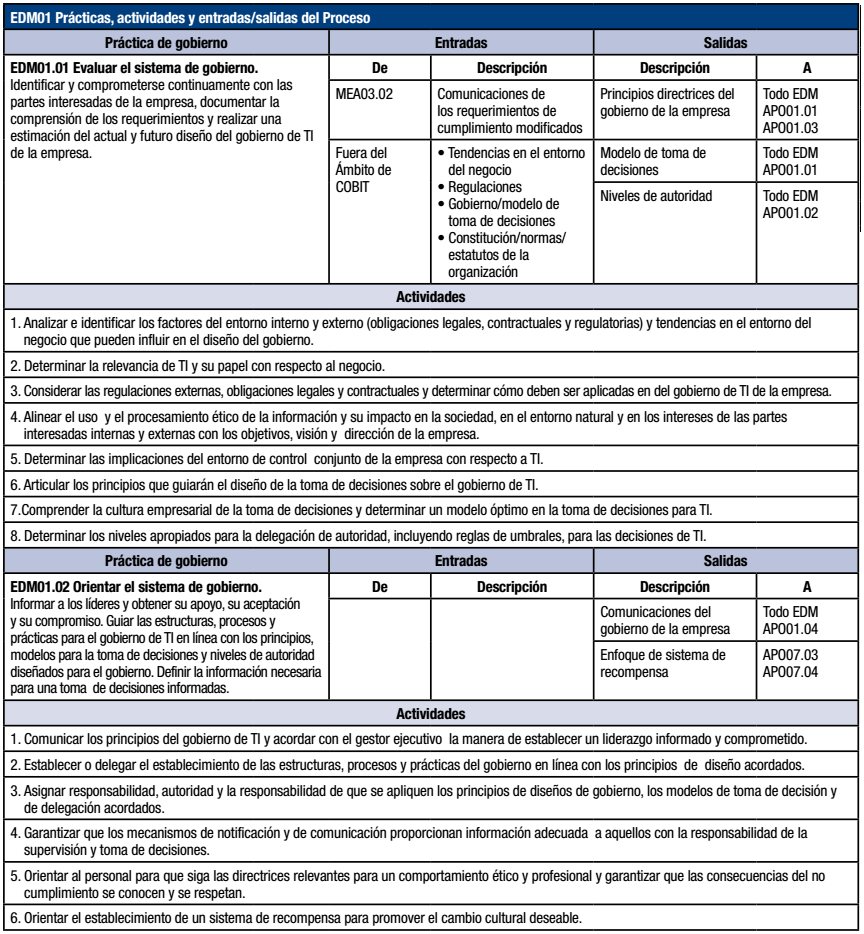 EDM01 Prácticas, actividades y entradas/salidas del Proceso
Práctica de gobierno Entradas Salidas
EDM01.01 Evaluar el sistema de gobierno.
Identificar y comprometerse continuamente con las
partes interesadas de la empresa, documentar la
comprensión de los requerimientos y realizar una
estimación del actual y futuro diseño del gobierno de TI
de la empresa.
De Descripción Descripción A
MEA03.02
Comunicaciones de
los requerimientos de
cumplimiento modificados
Principios directrices del
gobierno de la empresa
Todo EDM
APO01.01
APO01.03
Fuera del
Ámbito de
COBIT
• Tendencias en el entorno
del negocio
• Regulaciones
• Gobierno/modelo de
toma de decisiones
• Constitución/normas/
estatutos de la
organización
Modelo de toma de
decisiones
Todo EDM
APO01.01
Niveles de autoridad
Todo EDM
APO01.02
Actividades
1. Analizar e identificar los factores del entorno interno y externo (obligaciones legales, contractuales y regulatorias) y tendencias en el entorno del
negocio que pueden influir en el diseño del gobierno.
2. Determinar la relevancia de TI y su papel con respecto al negocio.
3. Considerar las regulaciones externas, obligaciones legales y contractuales y determinar cómo deben ser aplicadas en del gobierno de TI de la empresa.
4. Alinear el uso y el procesamiento ético de la información y su impacto en la sociedad, en el entorno natural y en los intereses de las partes
interesadas internas y externas con los objetivos, visión y dirección de la empresa.
5. Determinar las implicaciones del entorno de control conjunto de la empresa con respecto a TI.
6. Articular los principios que guiarán el diseño de la toma de decisiones sobre el gobierno de TI.
7.Comprender la cultura empresarial de la toma de decisiones y determinar un modelo óptimo en la toma de decisiones para TI.
8. Determinar los niveles apropiados para la delegación de autoridad, incluyendo reglas de umbrales, para las decisiones de TI.
Práctica de gobierno Entradas Salidas
EDM01.02 Orientar el sistema de gobierno.
Informar a los líderes y obtener su apoyo, su aceptación
y su compromiso. Guiar las estructuras, procesos y
prácticas para el gobierno de TI en línea con los principios,
modelos para la toma de decisiones y niveles de autoridad
diseñados para el gobierno. Definir la información necesaria
para una toma de decisiones informadas.
De Descripción Descripción A
Comunicaciones del
gobierno de la empresa
Todo EDM
APO01.04
Enfoque de sistema de
recompensa
APO07.03
APO07.04
Actividades
1. Comunicar los principios del gobierno de TI y acordar con el gestor ejecutivo la manera de establecer un liderazgo informado y comprometido.
2. Establecer o delegar el establecimiento de las estructuras, procesos y prácticas del gobierno en línea con los principios de diseño acordados.
3. Asignar responsabilidad, autoridad y la responsabilidad de que se apliquen los principios de diseños de gobierno, los modelos de toma de decisión y
de delegación acordados.
4. Garantizar que los mecanismos de notificación y de comunicación proporcionan información adecuada a aquellos con la responsabilidad de la
supervisión y toma de decisiones.
5. Orientar al personal para que siga las directrices relevantes para un comportamiento ético y profesional y garantizar que las consecuencias del no
cumplimiento se conocen y se respetan.
6. Orientar el establecimiento de un sistema de recompensa para promover el cambio cultural deseable.